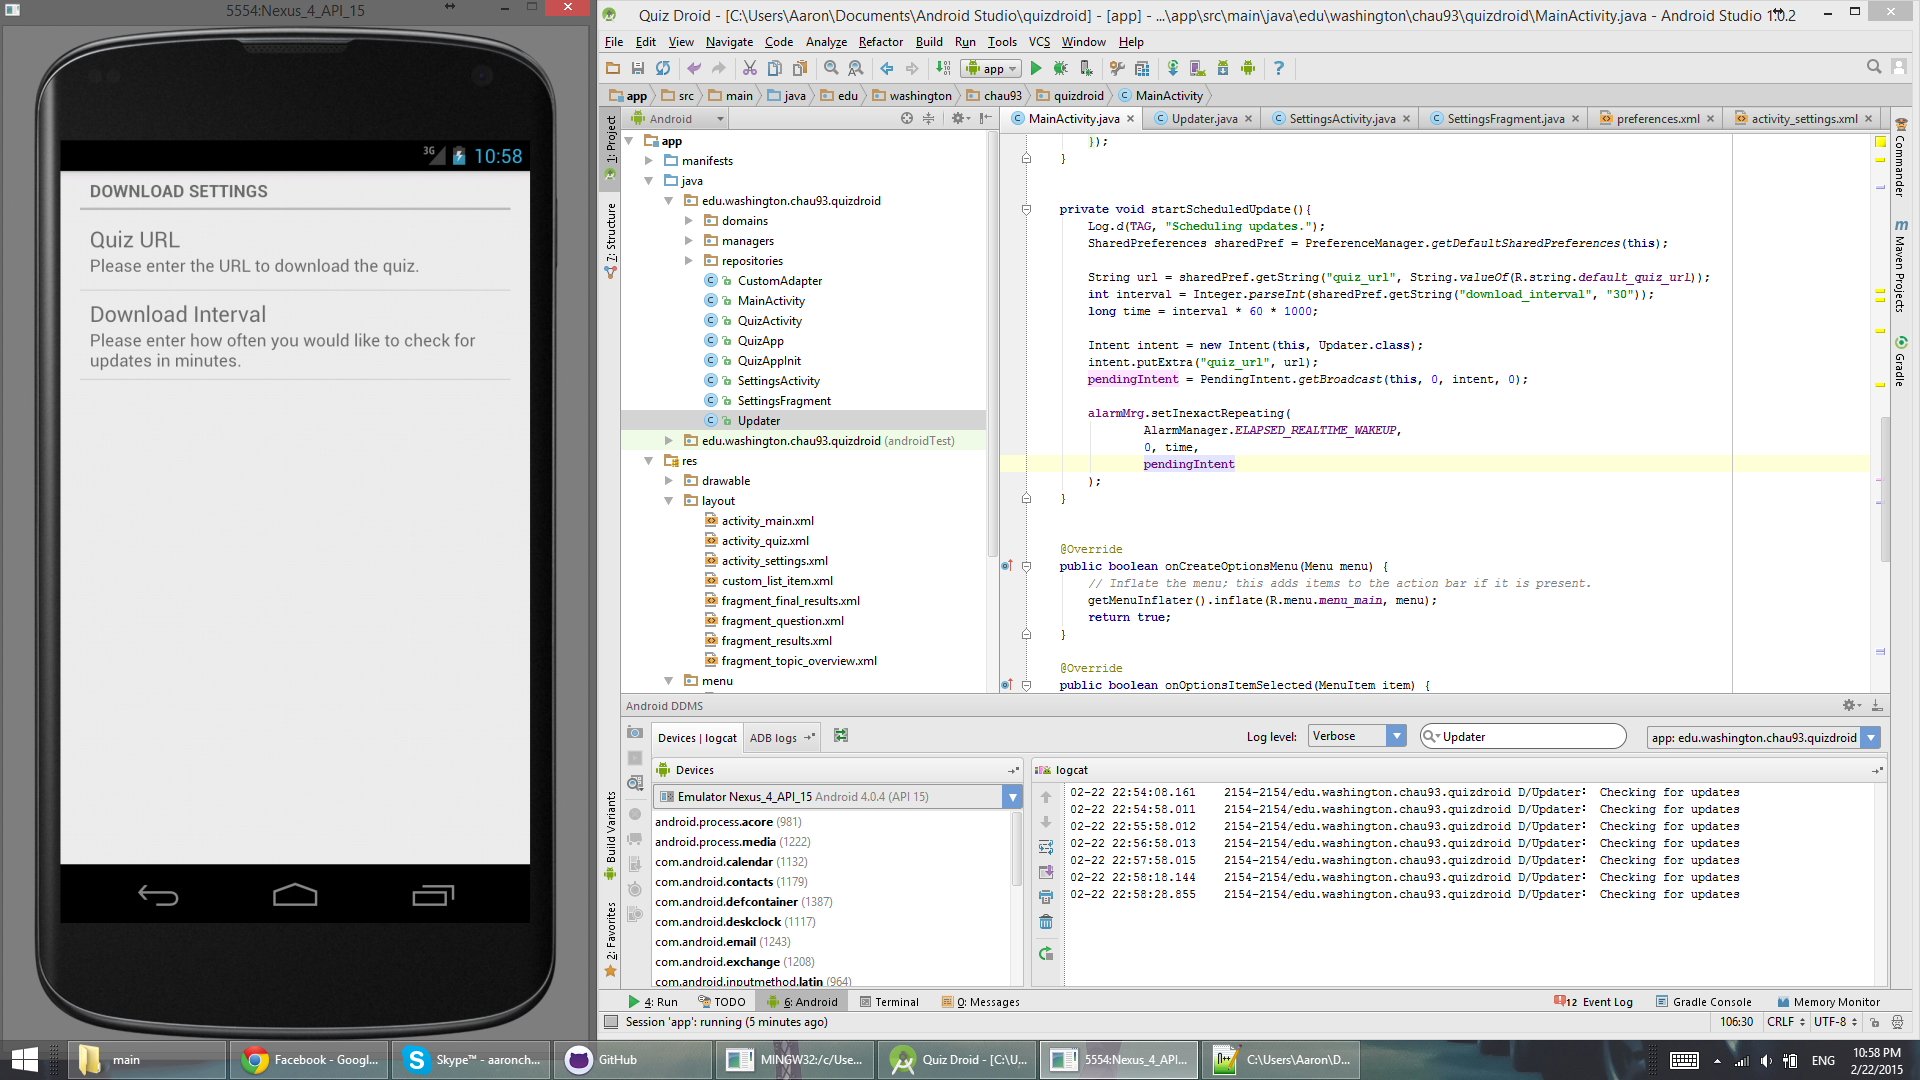 5554:Nexus_4_API_15
3G 10:58
DOWNLOAD SETTINGS
Quiz URL
Please enter the URL to download the quiz.
Download Interval
Please enter how often you would like to check for
updates in minutes.
Quiz Droid - [C:\Users\Aaron\Documents\Android Studio\quizdroid] - [app] - ...\app\src\main\java\edu\washington\chau93\quizdroid\MainActivity.java - Android Studio 1.0.2
File Edit View Navigate Code Analyze Refactor Build Run Tools VCS Window Help
app
app src main java edu washington chau93 quizdroid MainActivity
1: Project
7: Structure
Build Variants
2: Favorites
Android
app
manifests
java
edu.washington.chau93.quizdroid
domains
managers
repositories
CustomAdapter
MainActivity
QuizActivity
QuizApp
QuizAppInit
SettingsActivity
SettingsFragment
Updater
edu.washington.chau93.quizdroid (androidTest)
res
drawable
layout
activity_main.xml
activity_quiz.xml
activity_settings.xml
custom_list_item.xml
fragment_final_results.xml
fragment_question.xml
fragment_results.xml
fragment_topic_overview.xml
menu
MainActivity.java Updater.java SettingsActivity.java SettingsFragment.java preferences.xml activity_settings.xml
});
}
private void startScheduledUpdate(){
Log.d(TAG, "Scheduling updates.");
SharedPreferences sharedPref = PreferenceManager.getDefaultSharedPreferences(this);
String url = sharedPref.getString("quiz_url", String.valueOf(R.string.default_quiz_url));
int interval = Integer.parseInt(sharedPref.getString("download_interval", "30"));
long time = interval * 60 * 1000;
Intent intent = new Intent(this, Updater.class);
intent.putExtra("quiz_url", url);
pendingIntent = PendingIntent.getBroadcast(this, 0, intent, 0);
alarmMrg.setInexactRepeating(
AlarmManager.ELAPSED_REALTIME_WAKEUP,
0, time,
pendingIntent
);
}
@Override
public boolean onCreateOptionsMenu(Menu menu) {
// Inflate the menu; this adds items to the action bar if it is present.
getMenuInflater().inflate(R.menu.menu_main, menu);
return true;
}
@Override
public boolean onOptionsItemSelected(MenuItem item) {
Commander
Maven Projects
Gradle
Android DDMS
Devices | logcat ADB logs Log level: Verbose Updater app: edu.washington.chau93.quizdroid
Devices
Emulator Nexus_4_API_15 Android 4.0.4 (API 15)
android.process.acore (981)
android.process.media (1222)
com.android.calendar (1132)
com.android.contacts (1179)
com.android.defcontainer (1387)
com.android.deskclock (1117)
com.android.email (1243)
com.android.exchange (1208)
com.android.inputmethod.latin (964)
logcat
02-22 22:54:08.161 2154-2154/edu.washington.chau93.quizdroid D/Updater: Checking for updates
02-22 22:54:58.011 2154-2154/edu.washington.chau93.quizdroid D/Updater: Checking for updates
02-22 22:55:58.012 2154-2154/edu.washington.chau93.quizdroid D/Updater: Checking for updates
02-22 22:56:58.013 2154-2154/edu.washington.chau93.quizdroid D/Updater: Checking for updates
02-22 22:57:58.015 2154-2154/edu.washington.chau93.quizdroid D/Updater: Checking for updates
02-22 22:58:18.144 2154-2154/edu.washington.chau93.quizdroid D/Updater: Checking for updates
02-22 22:58:28.855 2154-2154/edu.washington.chau93.quizdroid D/Updater: Checking for updates
4: Run TODO 6: Android Terminal 0: Messages 12 Event Log Gradle Console Memory Monitor
Session 'app': running (5 minutes ago) 106:30 CRLF UTF-8
main Facebook - Googl... Skype™ - aaronch... GitHub MINGW32:/c/Use... Quiz Droid - [C:\U... 5554:Nexus_4_AP... C:\Users\Aaron\D... ENG 10:58 PM
2/22/2015